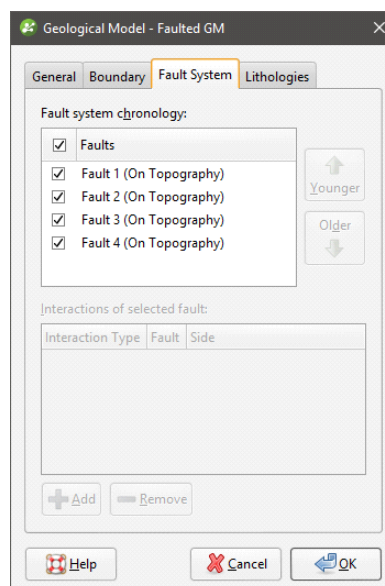 Geological Model - Faulted GM
General Boundary Fault System Lithologies
Fault system chronology:
Faults
Fault 1 (On Topography)
Fault 2 (On Topography)
Fault 3 (On Topography)
Fault 4 (On Topography)
Younger
Older
Interactions of selected fault:
Interaction Type Fault Side
Add Remove
Help Cancel OK